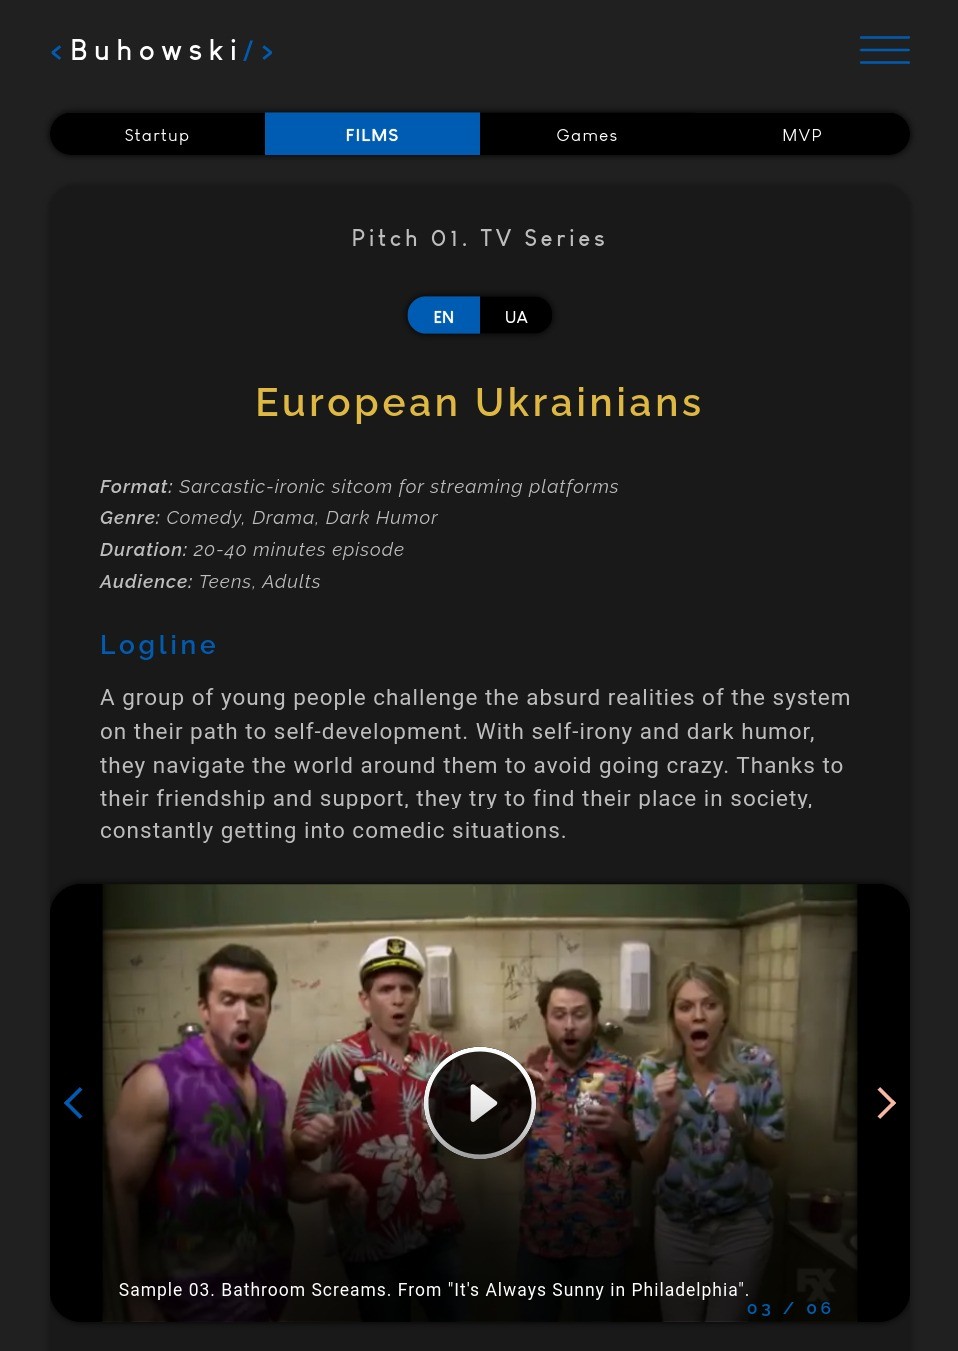 <Buhowski/>
Startup
FILMS
Games
MVP
Pitch 01. TV Series
EN
UA
European Ukrainians
Format: Sarcastic-ironic sitcom for streaming platforms
Genre: Comedy, Drama, Dark Humor
Duration: 20-40 minutes episode
Audience: Teens, Adults
Logline
A group of young people challenge the absurd realities of the system
on their path to self-development. With self-irony and dark humor,
they navigate the world around them to avoid going crazy. Thanks to
their friendship and support, they try to find their place in society,
constantly getting into comedic situations.
FXX
Sample 03. Bathroom Screams. From "It's Always Sunny in Philadelphia".
03 / 06